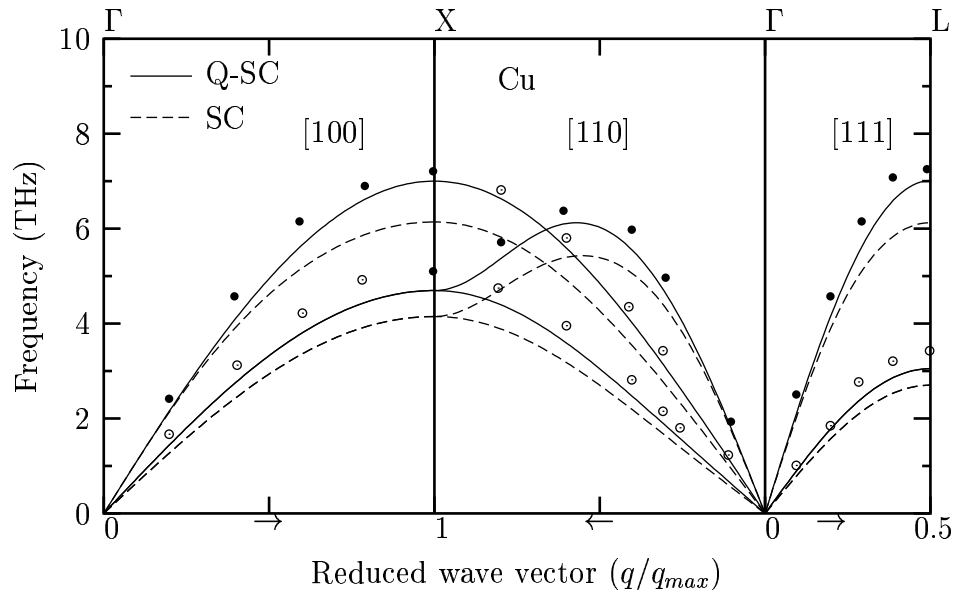 Γ X Γ L
10
Q-SC Cu
SC
[100] [110] [111]
8
6
4
2
0
Frequency (THz)
0 → 1 ← 0 → 0.5
Reduced wave vector (q/q_max)